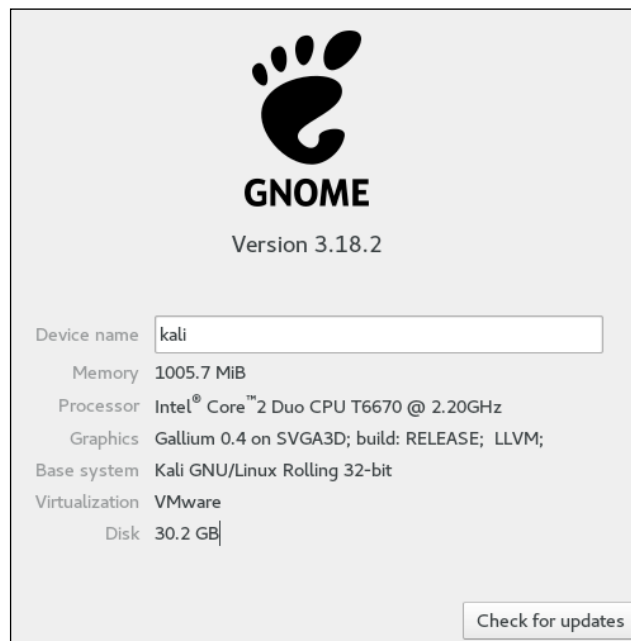 GNOME
Version 3.18.2
Device name kali
Memory 1005.7 MiB
Processor Intel® Core™2 Duo CPU T6670 @ 2.20GHz
Graphics Gallium 0.4 on SVGA3D; build: RELEASE; LLVM;
Base system Kali GNU/Linux Rolling 32-bit
Virtualization VMware
Disk 30.2 GB
Check for updates